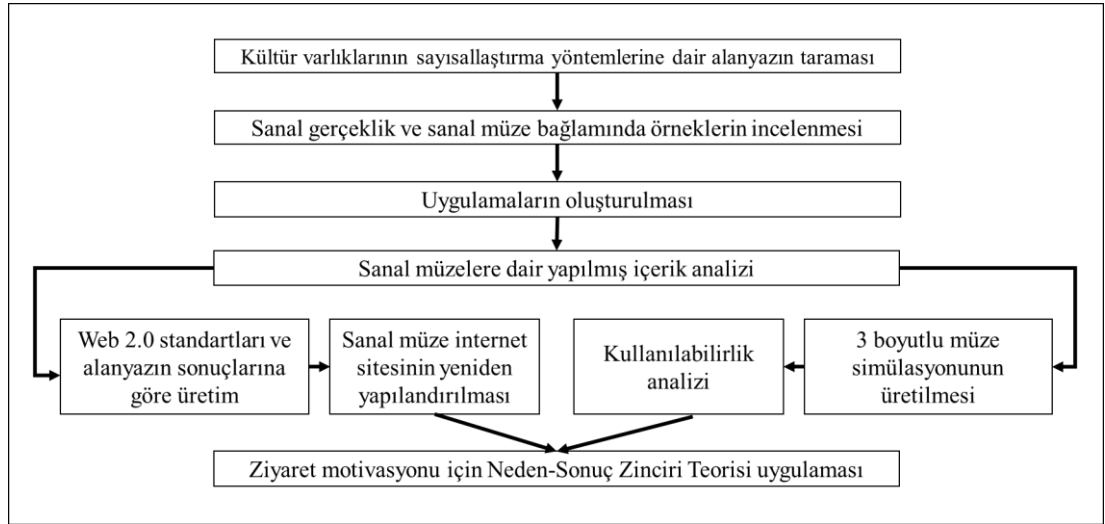 Kültür varlıklarının sayısallaştırma yöntemlerine dair alanyazın taraması
Sanal gerçeklik ve sanal müze bağlamında örneklerin incelenmesi
Uygulamaların oluşturulması
Sanal müzelere dair yapılmış içerik analizi
Web 2.0 standartları ve
alanyazın sonuçlarına
göre üretim
Sanal müze internet
sitesinin yeniden
yapılandırılması
Kullanılabilirlik
analizi
3 boyutlu müze
simülasyonunun
üretilmesi
Ziyaret motivasyonu için Neden-Sonuç Zinciri Teorisi uygulaması